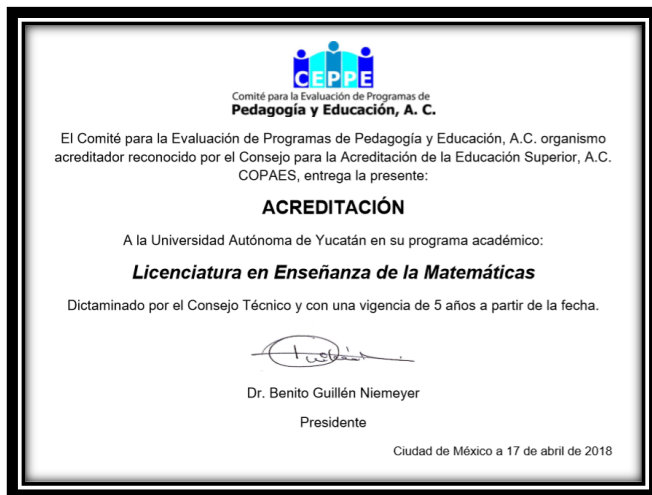 CEPPE
Comité para la Evaluación de Programas de
Pedagogía y Educación, A. C.
El Comité para la Evaluación de Programas de Pedagogía y Educación, A.C. organismo
acreditador reconocido por el Consejo para la Acreditación de la Educación Superior, A.C.
COPAES, entrega la presente:
ACREDITACIÓN
A la Universidad Autónoma de Yucatán en su programa académico:
Licenciatura en Enseñanza de la Matemáticas
Dictaminado por el Consejo Técnico y con una vigencia de 5 años a partir de la fecha.
Dr. Benito Guillén Niemeyer
Presidente
Ciudad de México a 17 de abril de 2018